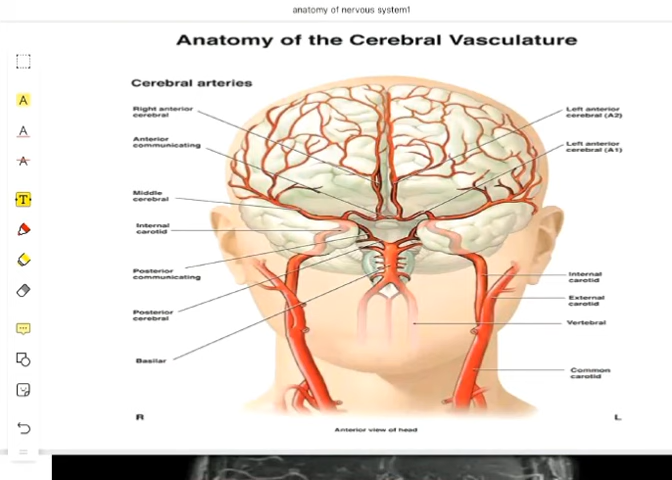 anatomy of nervous system1
Anatomy of the Cerebral Vasculature
Cerebral arteries
Right anterior
cerebral
Anterior
communicating
Middle
cerebral
Internal
carotid
Posterior
communicating
Posterior
cerebral
Basilar
Left anterior
cerebral (A2)
Left anterior
cerebral (A1)
Internal
carotid
External
carotid
Vertebral
Common
carotid
R
L
Anterior view of head
A
A
A
T